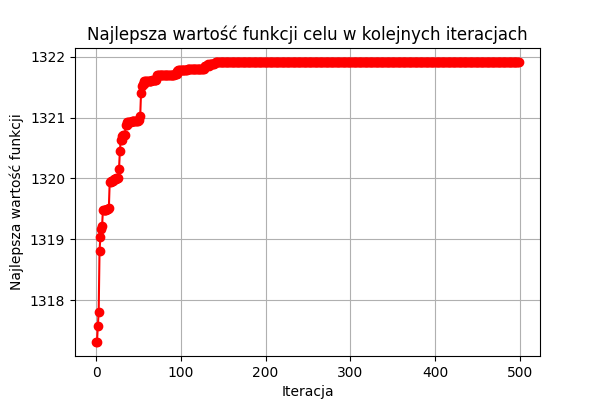 Najlepsza wartość funkcji celu w kolejnych iteracjach
Najlepsza wartość funkcji
1322
1321
1320
1319
1318
0 100 200 300 400 500
Iteracja